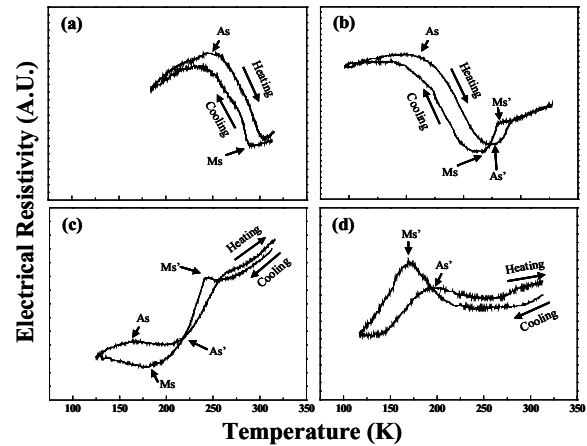 (a)
As
Heating
Cooling
Ms
(b)
As
Heating
Cooling
Ms'
Ms
As'
(c)
Heating
Cooling
Ms'
As
As'
Ms
(d)
Ms'
As'
Heating
Cooling
Electrical Resistivity (A.U.)
100 150 200 250 300 350
100 150 200 250 300 350
Temperature (K)